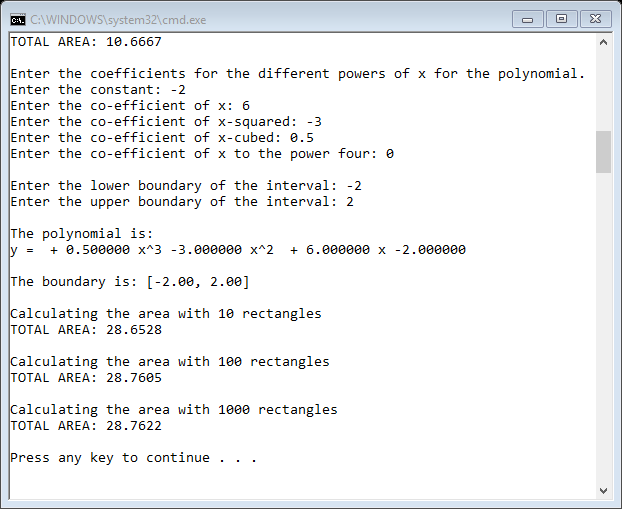 C:\WINDOWS\system32\cmd.exe
TOTAL AREA: 10.6667
Enter the coefficients for the different powers of x for the polynomial.
Enter the constant: -2
Enter the co-efficient of x: 6
Enter the co-efficient of x-squared: -3
Enter the co-efficient of x-cubed: 0.5
Enter the co-efficient of x to the power four: 0
Enter the lower boundary of the interval: -2
Enter the upper boundary of the interval: 2
The polynomial is:
y =  + 0.500000 x^3 -3.000000 x^2  + 6.000000 x -2.000000
The boundary is: [-2.00, 2.00]
Calculating the area with 10 rectangles
TOTAL AREA: 28.6528
Calculating the area with 100 rectangles
TOTAL AREA: 28.7605
Calculating the area with 1000 rectangles
TOTAL AREA: 28.7622
Press any key to continue . . .